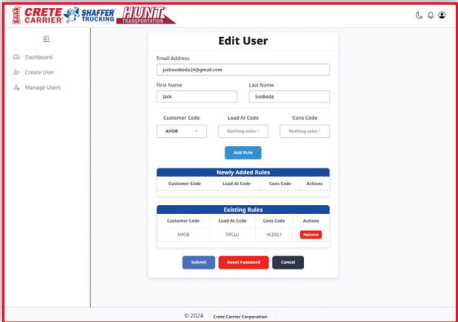 CRETE CARRIER SHAFFER TRUCKING HUNT TRANSPORTATION
Dashboard
Create User
Manage Users
Edit User
Email Address
jacksvoboda24@gmail.com
First Name Last Name
Jack Svoboda
Customer Code Load At Code Cons Code
AHOB Nothing selec Nothing selec
Add Rule
Newly Added Rules
Customer Code Load At Code Cons Code Actions
Existing Rules
Customer Code Load At Code Cons Code Actions
AHOB Remove
Submit Reset Password Cancel
© 2024 Crete Carrier Corporation